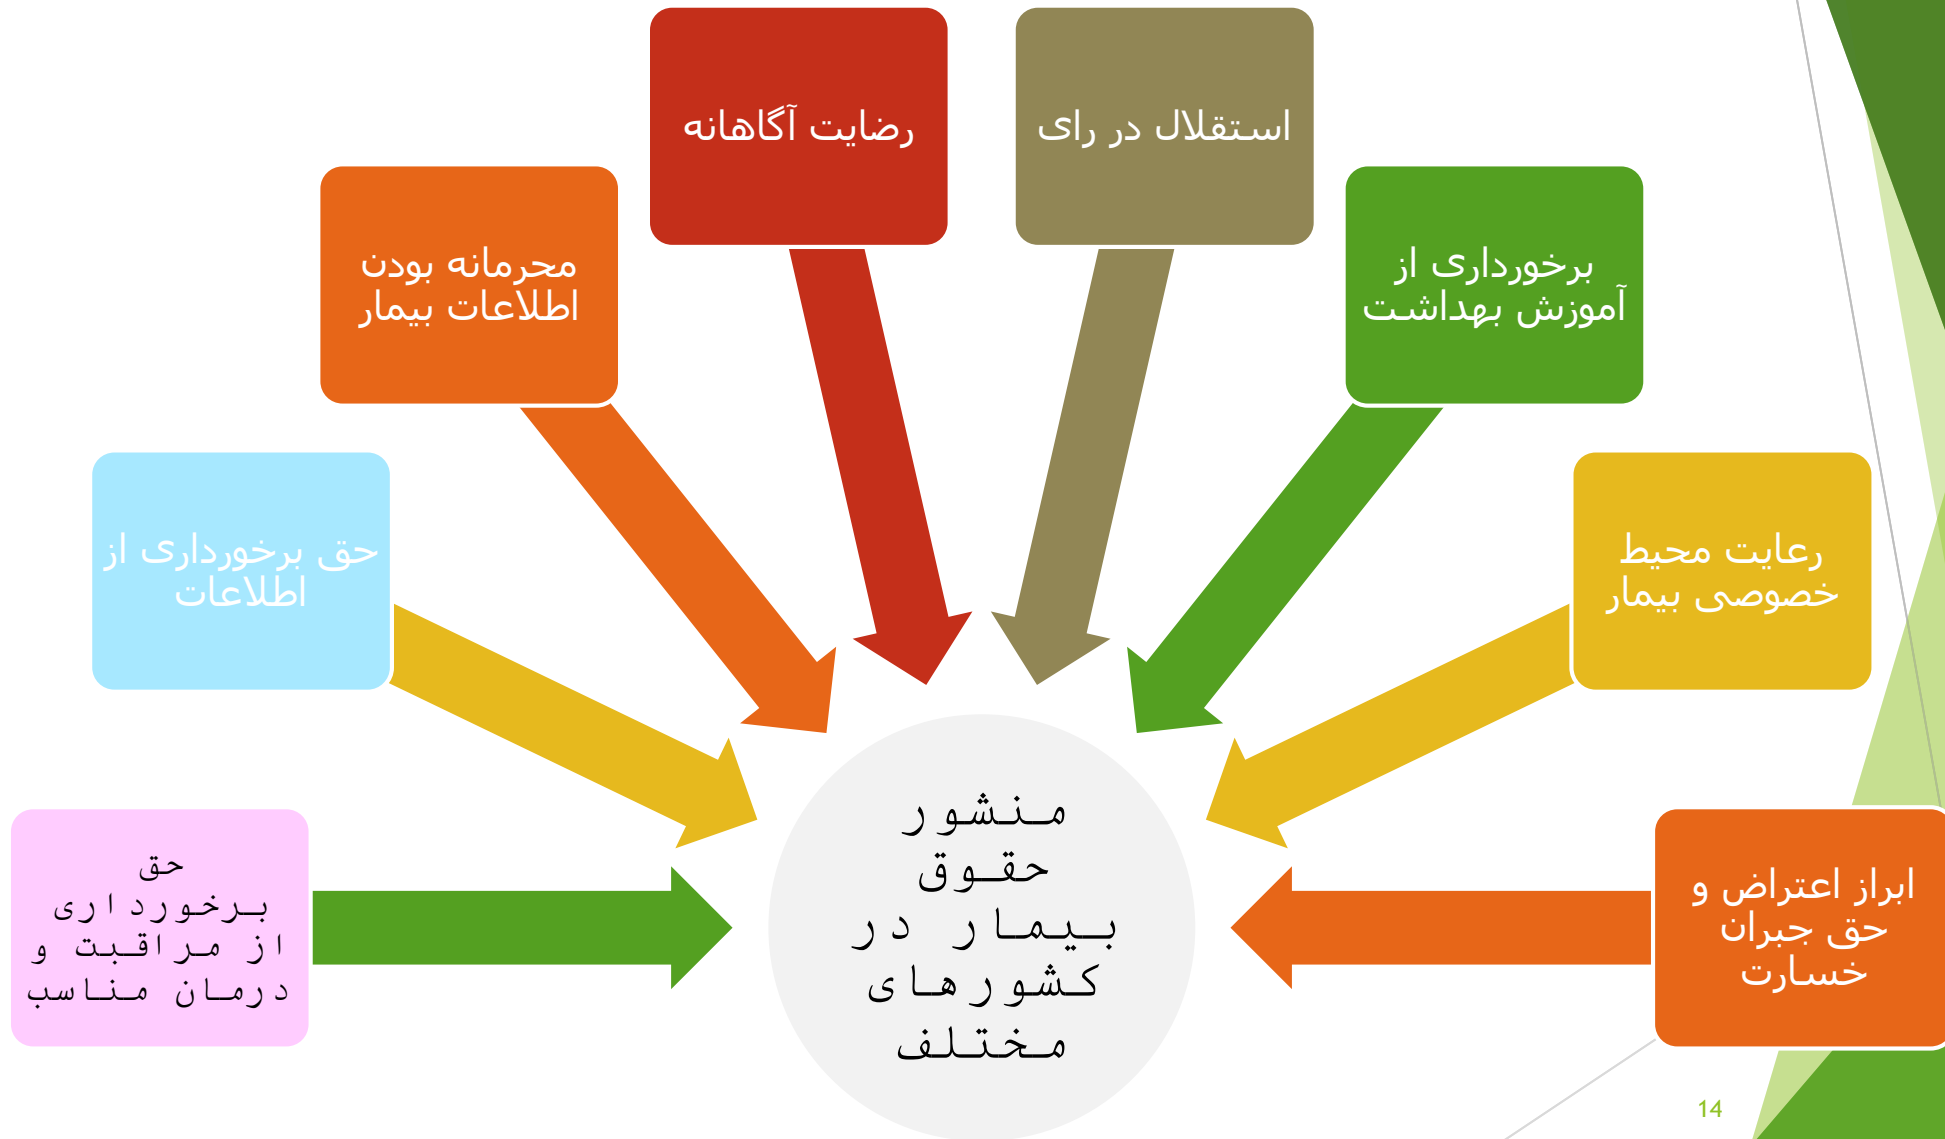 رضایت آگاهانه
استقلال در رای
محرمانه بودن
اطلاعات بیمار
برخورداری از
آموزش بهداشت
حق برخورداری از
اطلاعات
رعایت محیط
خصوصی بیمار
حق
برخورداری
از مراقبت و
درمان مناسب
منشور
حقوق
بیمار در
کشورهای
مختلف
ابراز اعتراض و
حق جبران
خسارت
14